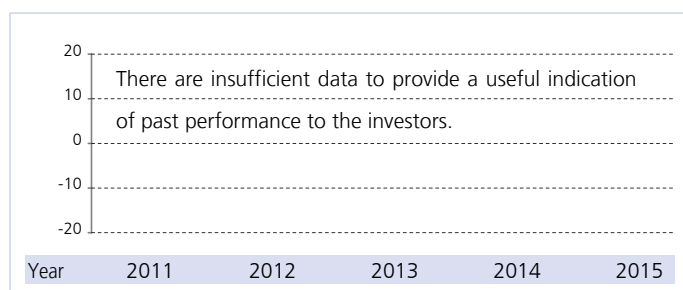 20
There are insufficient data to provide a useful indication
10
of past performance to the investors.
0
-10
-20
Year 2011 2012 2013 2014 2015